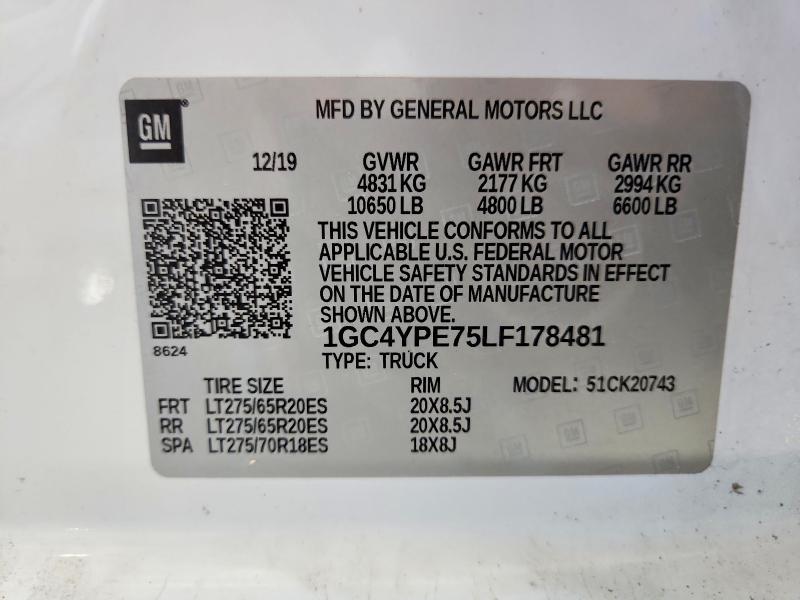 GM®
MFD BY GENERAL MOTORS LLC
12/19 GVWR GAWR FRT GAWR RR
4831 KG 2177 KG 2994 KG
10650 LB 4800 LB 6600 LB
THIS VEHICLE CONFORMS TO ALL
APPLICABLE U.S. FEDERAL MOTOR
VEHICLE SAFETY STANDARDS IN EFFECT
ON THE DATE OF MANUFACTURE
SHOWN ABOVE.
1GC4YPE75LF178481
8624
TYPE: TRUCK
TIRE SIZE RIM MODEL: 51CK20743
FRT LT275/65R20ES 20X8.5J
RR LT275/65R20ES 20X8.5J
SPA LT275/70R18ES 18X8J